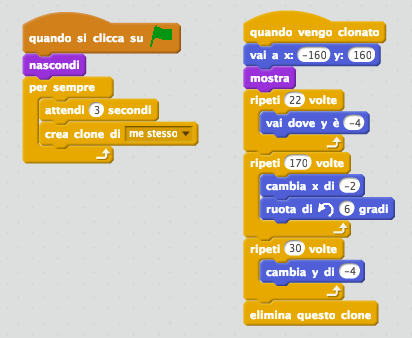 quando si clicca su
nascondi
per sempre
attendi 3 secondi
crea clone di me stesso
quando vengo clonato
vai a x: -160 y: 160
mostra
ripeti 22 volte
vai dove y è -4
ripeti 170 volte
cambia x di -2
ruota di 6 gradi
ripeti 30 volte
cambia y di -4
elimina questo clone